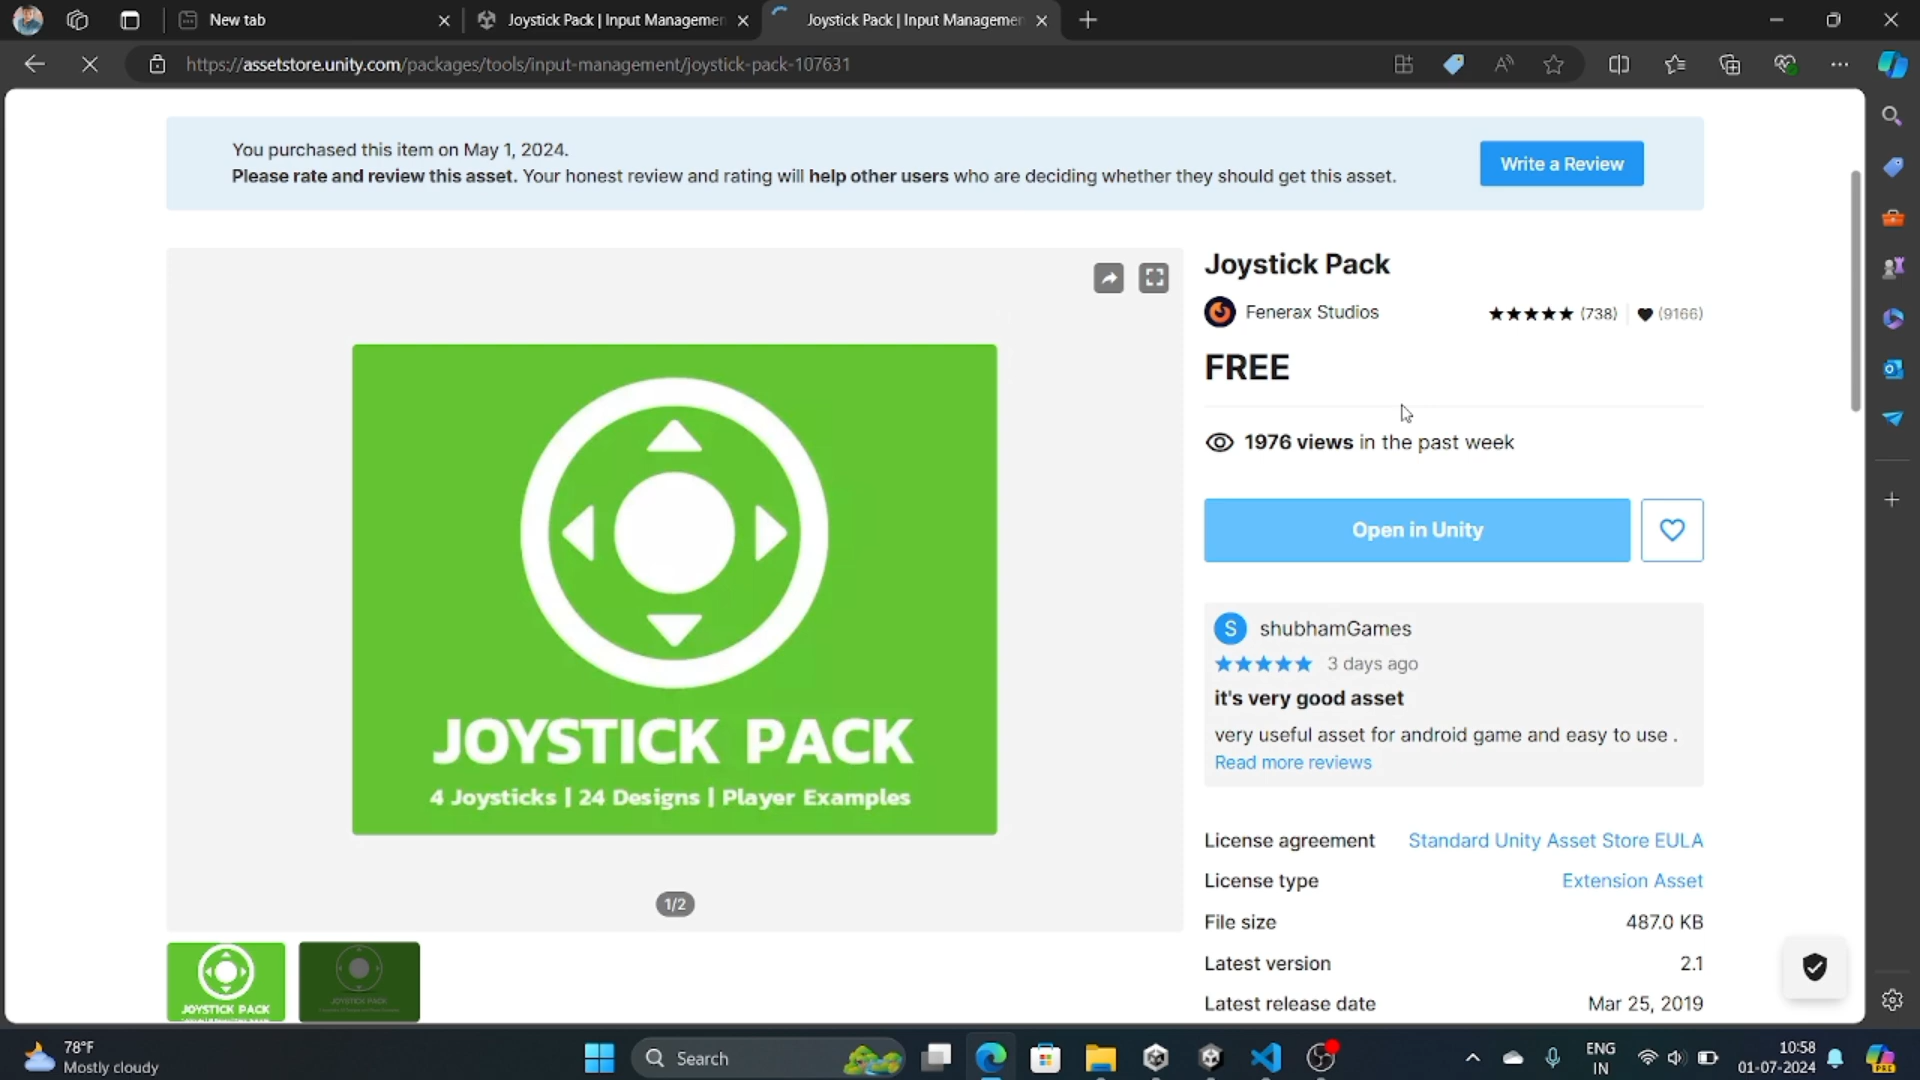 New tab
Joystick Pack | Input Managemen
Joystick Pack | Input Managemen
https://assetstore.unity.com/packages/tools/input-management/joystick-pack-107631
You purchased this item on May 1, 2024.
Please rate and review this asset. Your honest review and rating will help other users who are deciding whether they should get this asset.
Write a Review
Joystick Pack
Fenerax Studios
★★★★★ (738) | (9166)
FREE
1976 views in the past week
Open in Unity
S shubhamGames
★★★★★ 3 days ago
it's very good asset
very useful asset for android game and easy to use .
Read more reviews
License agreement Standard Unity Asset Store EULA
License type Extension Asset
File size 487.0 KB
Latest version 2.1
Latest release date Mar 25, 2019
JOYSTICK PACK
4 Joysticks | 24 Designs | Player Examples
1/2
JOYSTICK PACK
JOYSTICK PACK
78°F
Mostly cloudy
Search
ENG
IN
10:58
01-07-2024
PRE